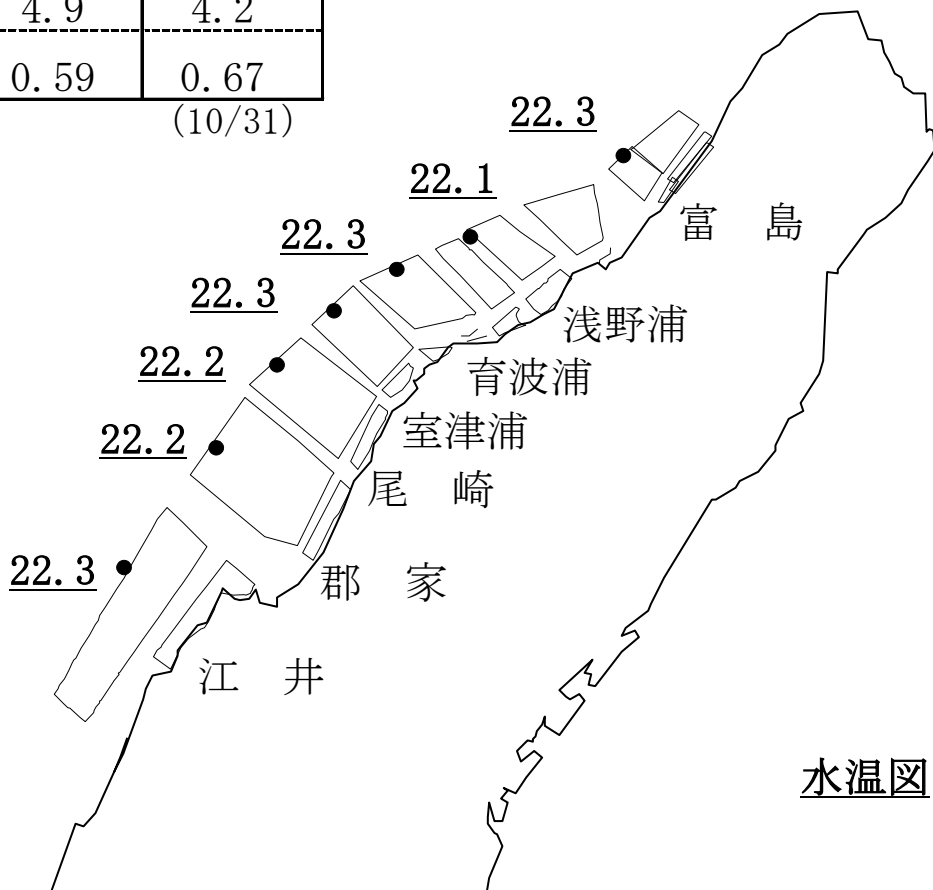 4.9 4.2
0.59 0.67
(10/31)
22.3
22.1
富 島
22.3
22.3
浅野浦
22.2
育波浦
室津浦
22.2
尾 崎
22.3
郡 家
江 井
水温図